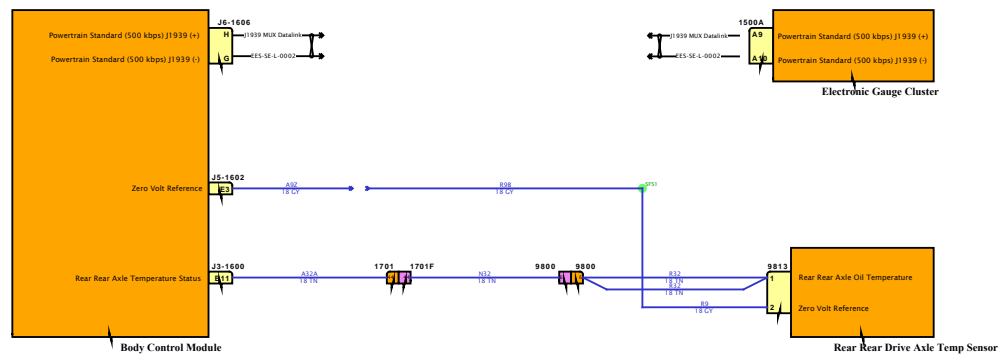 J6-1606
1500A
Powertrain Standard (500 kbps) J1939 (+)
H
J1939 MUX Datalink
J1939 MUX Datalink
A9
Powertrain Standard (500 kbps) J1939 (+)
Powertrain Standard (500 kbps) J1939 (-)
G
EES-SE-L-0002
EES-SE-L-0002
A10
Powertrain Standard (500 kbps) J1939 (-)
Electronic Gauge Cluster
J5-1602
Zero Volt Reference
E3
A9Z
18 GY
R98
18 GY
SFS1
J3-1600
1701
1701F
9800
9800
9813
Rear Rear Axle Temperature Status
A32A
18 TN
N32
18 TN
R32
18 TN
R32
18 TN
1
Rear Rear Axle Oil Temperature
R9
18 GY
2
Zero Volt Reference
Body Control Module
Rear Rear Drive Axle Temp Sensor